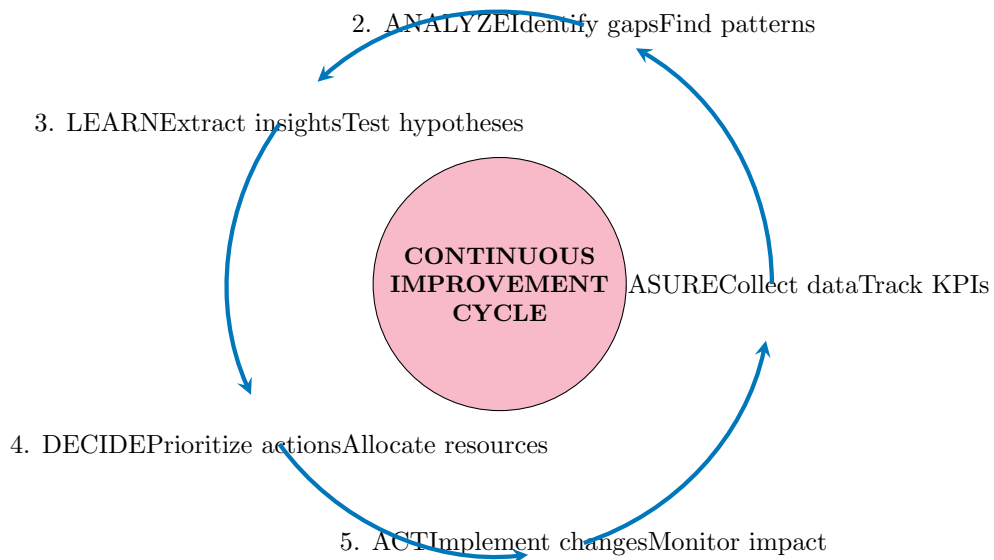 2. ANALYZEIdentify gapsFind patterns
3. LEARNExtract insightsTest hypotheses
CONTINUOUS
IMPROVEMENT
CYCLE
ASURECollect dataTrack KPIs
4. DECIDEPrioritize actionsAllocate resources
5. ACTImplement changesMonitor impact